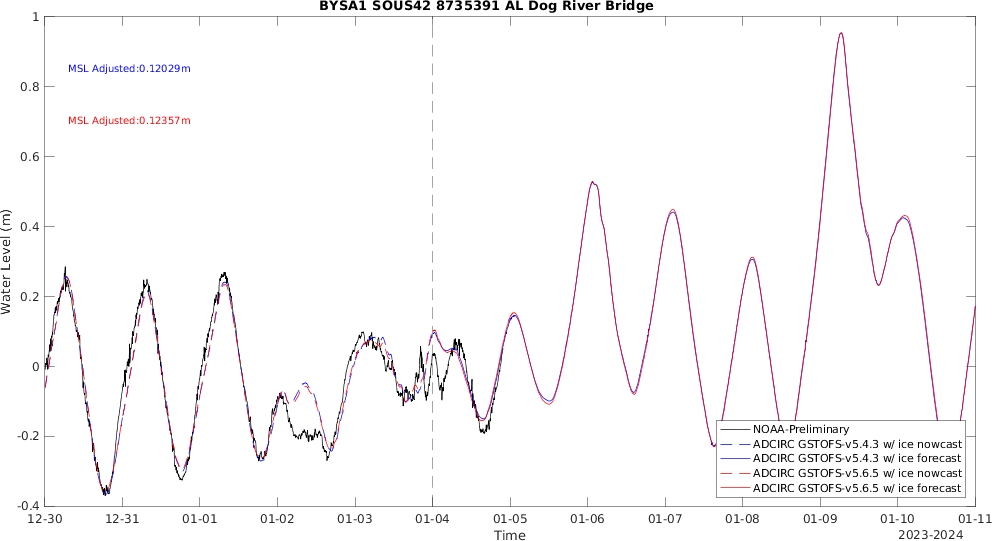 BYSA1 SOUS42 8735391 AL Dog River Bridge
MSL Adjusted:0.12029m
MSL Adjusted:0.12357m
Water Level (m)
1
0.8
0.6
0.4
0.2
0
-0.2
-0.4
NOAA-Preliminary
ADCIRC GSTOFS-v5.4.3 w/ ice nowcast
ADCIRC GSTOFS-v5.4.3 w/ ice forecast
ADCIRC GSTOFS-v5.6.5 w/ ice nowcast
ADCIRC GSTOFS-v5.6.5 w/ ice forecast
12-30 12-31 01-01 01-02 01-03 01-04 01-05 01-06 01-07 01-08 01-09 01-10 01-11
Time
2023-2024